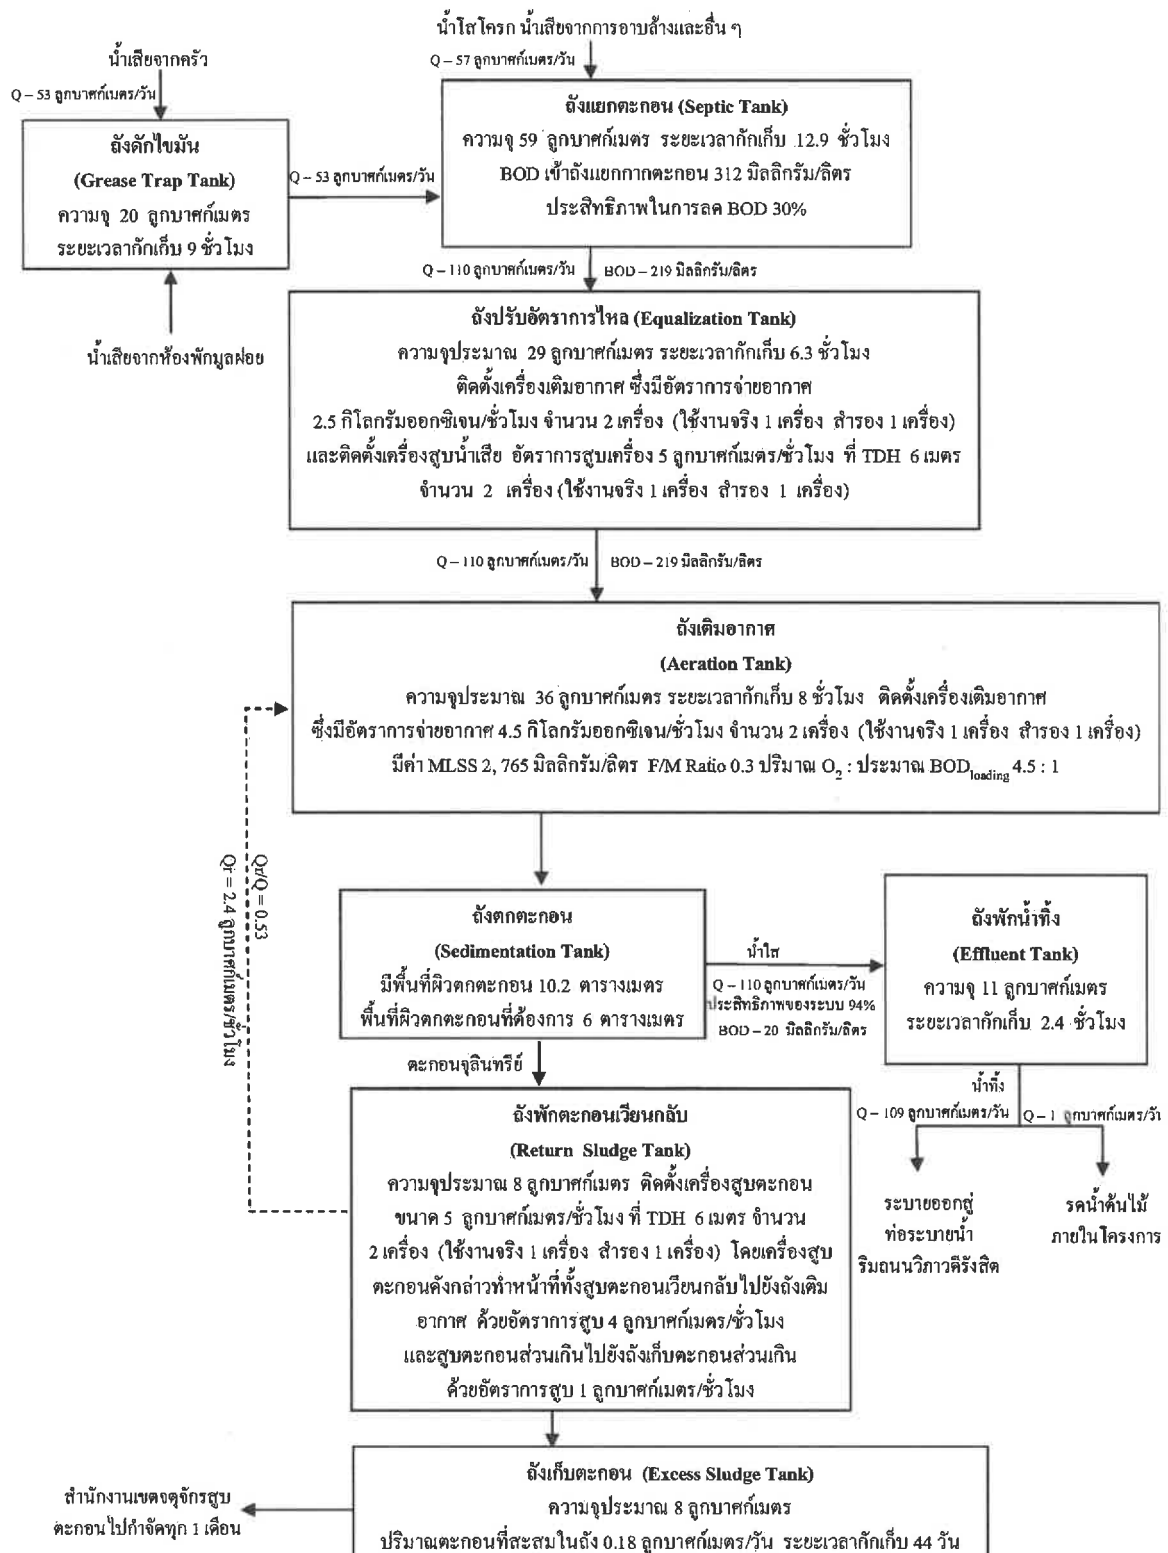 น้ำโสโครก น้ำเสียจากการอาบล้างและอื่น ๆ
Q – 57 ลูกบาศก์เมตร/วัน
น้ำเสียจากครัว
Q – 53 ลูกบาศก์เมตร/วัน
ถังดักไขมัน
(Grease Trap Tank)
ความจุ 20 ลูกบาศก์เมตร
ระยะเวลากักเก็บ 9 ชั่วโมง
น้ำเสียจากห้องพักมูลฝอย
Q – 53 ลูกบาศก์เมตร/วัน
ถังแยกตะกอน (Septic Tank)
ความจุ 59 ลูกบาศก์เมตร ระยะเวลากักเก็บ 12.9 ชั่วโมง
BOD เข้าถังแยกกากตะกอน 312 มิลลิกรัม/ลิตร
ประสิทธิภาพในการลด BOD 30%
Q – 110 ลูกบาศก์เมตร/วัน BOD – 219 มิลลิกรัม/ลิตร
ถังปรับอัตราการไหล (Equalization Tank)
ความจุประมาณ 29 ลูกบาศก์เมตร ระยะเวลากักเก็บ 6.3 ชั่วโมง
ติดตั้งเครื่องเติมอากาศ ซึ่งมีอัตราการจ่ายอากาศ
2.5 กิโลกรัมออกซิเจน/ชั่วโมง จำนวน 2 เครื่อง (ใช้งานจริง 1 เครื่อง สำรอง 1 เครื่อง)
และติดตั้งเครื่องสูบน้ำเสีย อัตราการสูบเครื่อง 5 ลูกบาศก์เมตร/ชั่วโมง ที่ TDH 6 เมตร
จำนวน 2 เครื่อง (ใช้งานจริง 1 เครื่อง สำรอง 1 เครื่อง)
Q – 110 ลูกบาศก์เมตร/วัน BOD – 219 มิลลิกรัม/ลิตร
ถังเติมอากาศ
(Aeration Tank)
ความจุประมาณ 36 ลูกบาศก์เมตร ระยะเวลากักเก็บ 8 ชั่วโมง ติดตั้งเครื่องเติมอากาศ
ซึ่งมีอัตราการจ่ายอากาศ 4.5 กิโลกรัมออกซิเจน/ชั่วโมง จำนวน 2 เครื่อง (ใช้งานจริง 1 เครื่อง สำรอง 1 เครื่อง)
มีค่า MLSS 2, 765 มิลลิกรัม/ลิตร F/M Ratio 0.3 ปริมาณ O2 : ประมาณ BODloading 4.5 : 1
Qr/Q = 0.53
Qr = 2.4 ลูกบาศก์เมตร/ชั่วโมง
ถังตกตะกอน
(Sedimentation Tank)
มีพื้นที่ผิวตกตะกอน 10.2 ตารางเมตร
พื้นที่ผิวตกตะกอนที่ต้องการ 6 ตารางเมตร
น้ำใส
Q – 110 ลูกบาศก์เมตร/วัน
ประสิทธิภาพของระบบ 94%
BOD – 20 มิลลิกรัม/ลิตร
ถังพักน้ำทิ้ง
(Effluent Tank)
ความจุ 11 ลูกบาศก์เมตร
ระยะเวลากักเก็บ 2.4 ชั่วโมง
น้ำทิ้ง
Q – 109 ลูกบาศก์เมตร/วัน Q – 1 ลูกบาศก์เมตร/วั
ระบายออกสู่
ท่อระบายน้ำ
ริมถนนวิภาวดีรังสิต
รดน้ำต้นไม้
ภายในโครงการ
ตะกอนจุลินทรีย์
ถังพักตะกอนเวียนกลับ
(Return Sludge Tank)
ความจุประมาณ 8 ลูกบาศก์เมตร ติดตั้งเครื่องสูบตะกอน
ขนาด 5 ลูกบาศก์เมตร/ชั่วโมง ที่ TDH 6 เมตร จำนวน
2 เครื่อง (ใช้งานจริง 1 เครื่อง สำรอง 1 เครื่อง) โดยเครื่องสูบ
ตะกอนดังกล่าวทำหน้าที่ทั้งสูบตะกอนเวียนกลับไปยังถังเติม
อากาศ ด้วยอัตราการสูบ 4 ลูกบาศก์เมตร/ชั่วโมง
และสูบตะกอนส่วนเกินไปยังถังเก็บตะกอนส่วนเกิน
ด้วยอัตราการสูบ 1 ลูกบาศก์เมตร/ชั่วโมง
ถังเก็บตะกอน (Excess Sludge Tank)
ความจุประมาณ 8 ลูกบาศก์เมตร
ปริมาณตะกอนที่สะสมในถัง 0.18 ลูกบาศก์เมตร/วัน ระยะเวลากักเก็บ 44 วัน
สำนักงานเขตจตุจักรสูบ
ตะกอนไปกำจัดทุก 1 เดือน